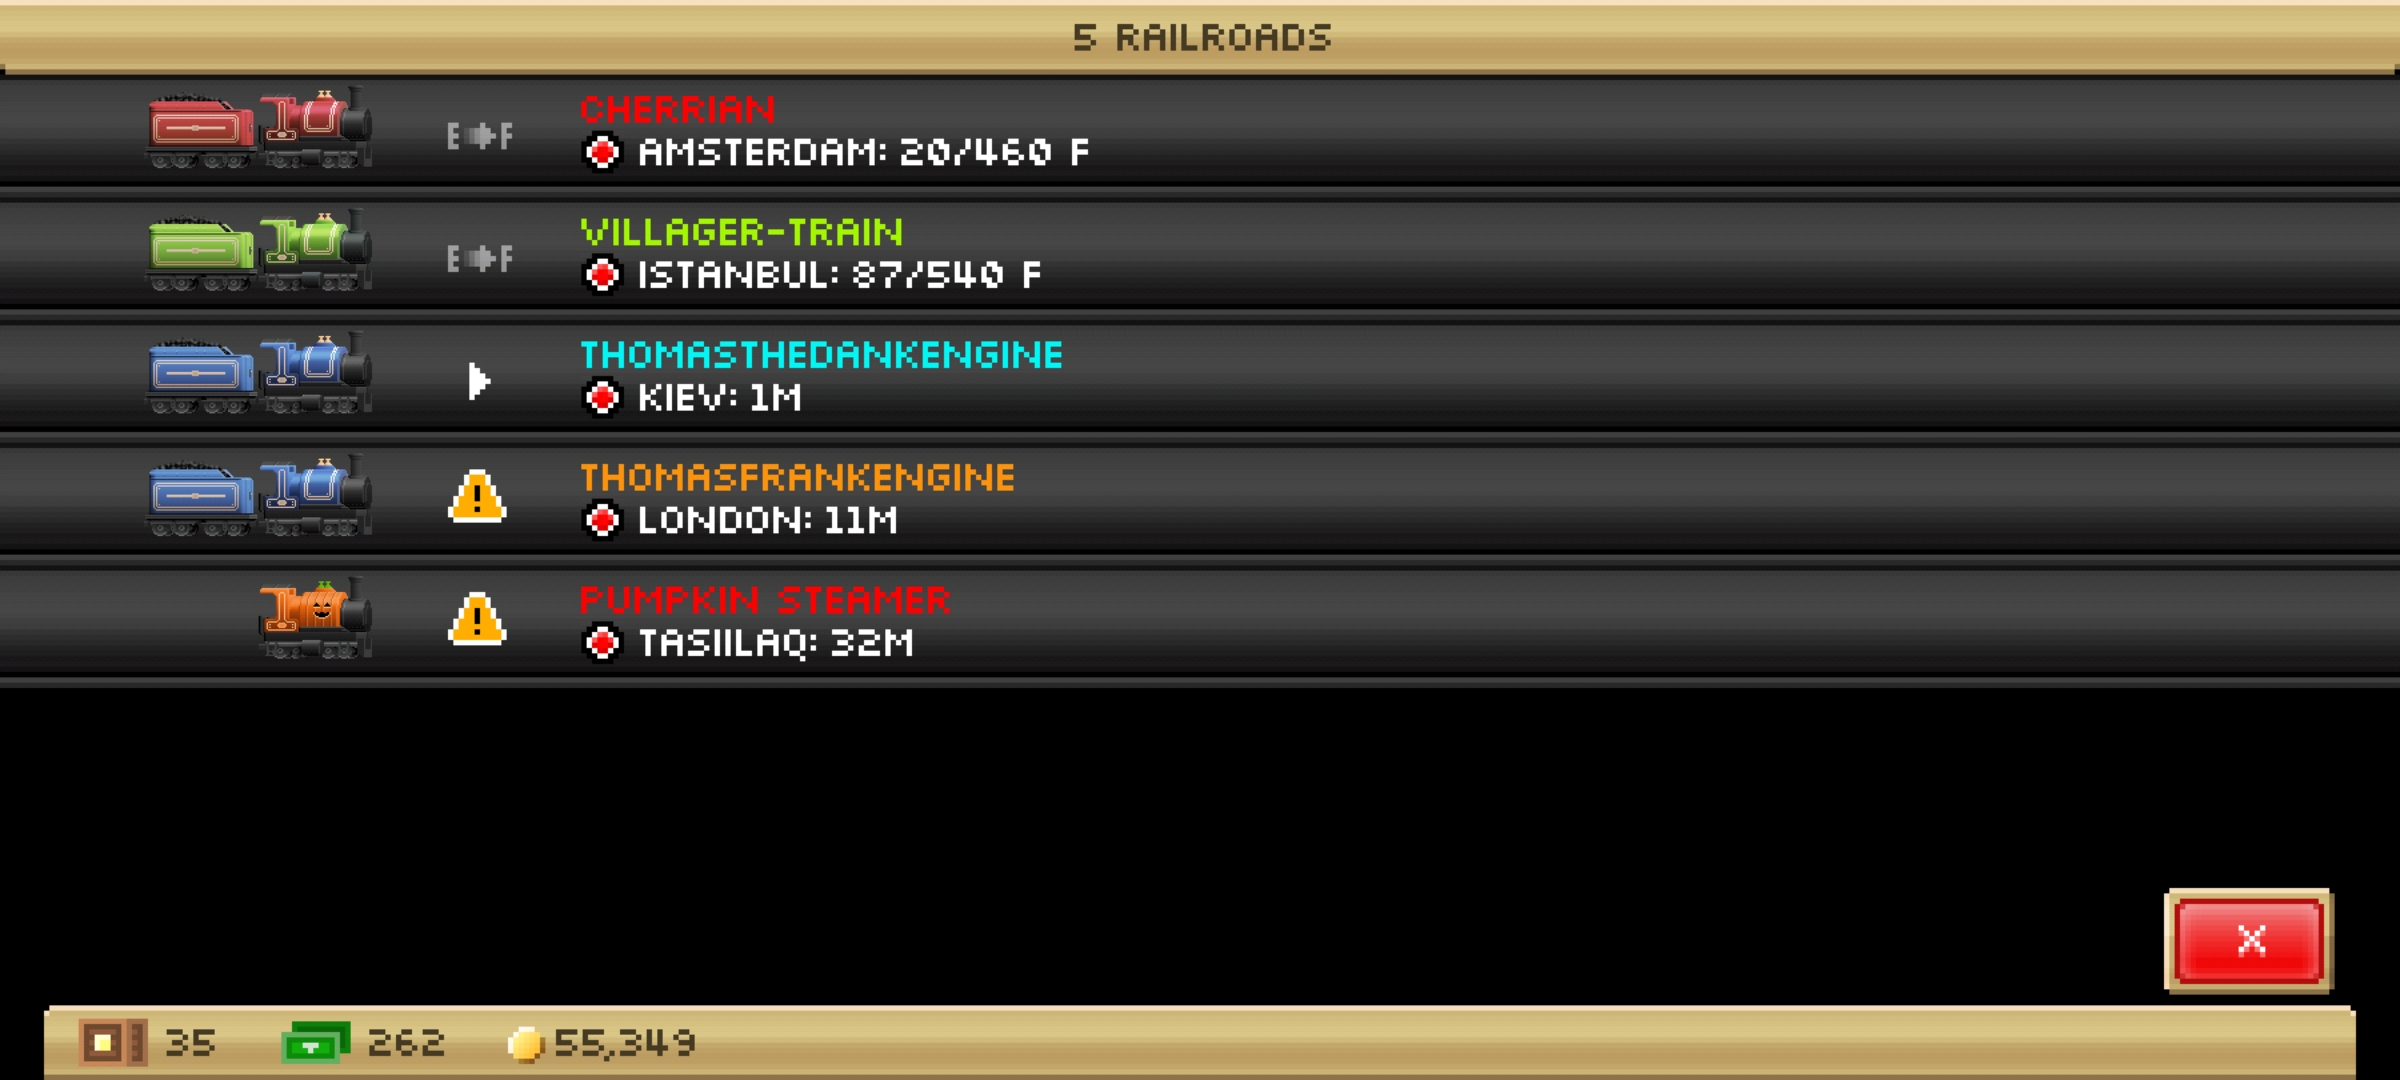 5 RAILROADS
E F
CHERRIAN
AMSTERDAM: 20/460 F
E F
VILLAGER-TRAIN
ISTANBUL: 87/540 F
THOMASTHEDANKENGINE
KIEV: 1M
!
THOMASFRANKENGINE
LONDON: 11M
!
PUMPKIN STEAMER
TASIILAQ: 32M
X
35 262 55,349